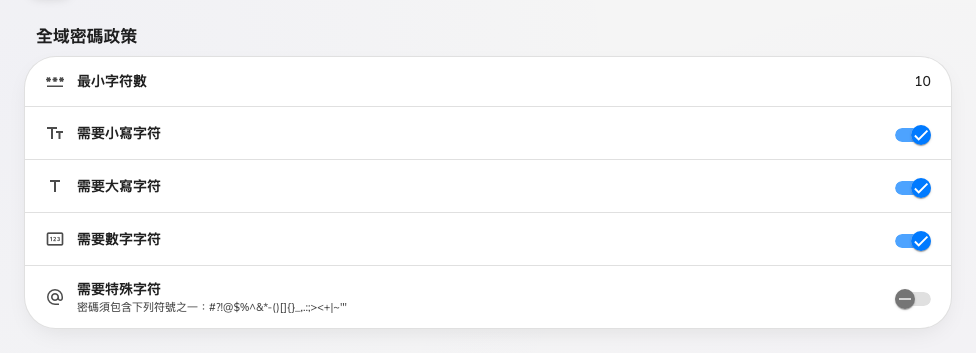 全域密碼政策
*** 最小字符數 10
TT 需要小寫字符
T 需要大寫字符
123 需要數字字符
@ 需要特殊字符
密碼須包含下列符號之一：#?!@$%^&*-()[]{}_,.:;><+|~'"